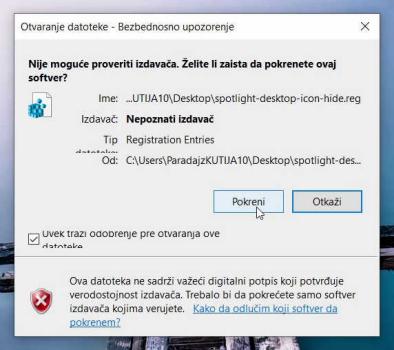 Otvaranje datoteke - Bezbednosno upozorenje
Nije moguće proveriti izdavača. Želite li zaista da pokrenete ovaj
softver?
Ime: ...UTIJA10\Desktop\spotlight-desktop-icon-hide.reg
Izdavač: Nepoznati izdavač
Tip Registration Entries
datoteke:
Od: C:\Users\ParadajzKUTIJA10\Desktop\spotlight-des...
Pokreni Otkaži
Uvek traži odobrenje pre otvaranja ove
datoteke
Ova datoteka ne sadrži važeći digitalni potpis koji potvrđuje
verodostojnost izdavača. Trebalo bi da pokrećete samo softver
izdavača kojima verujete. Kako da odlučim koji softver da
pokrenem?